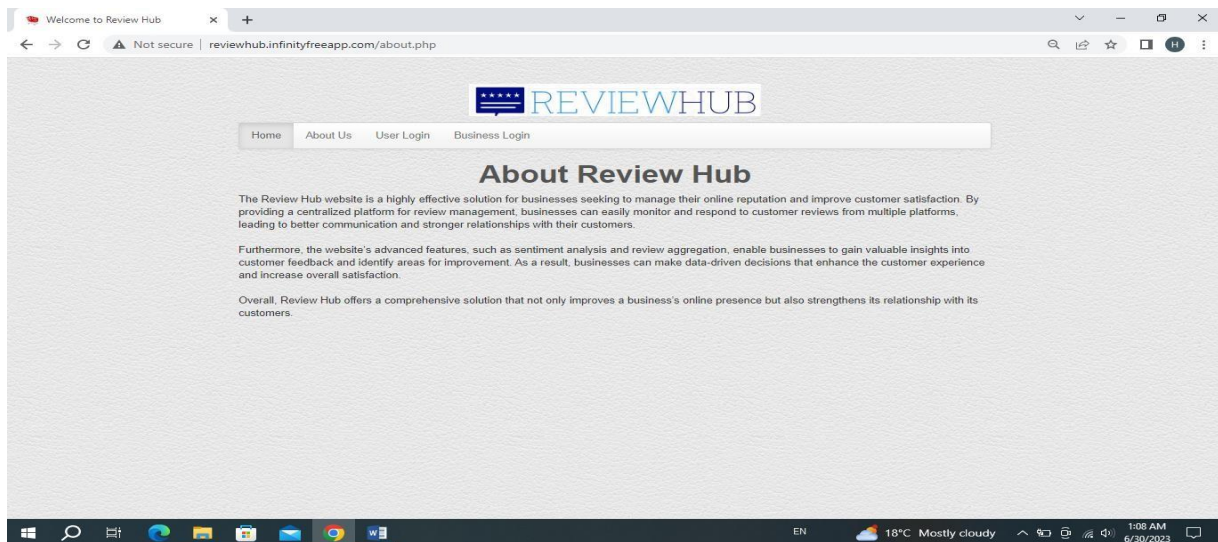 Welcome to Review Hub
Not secure | reviewhub.infinityfreeapp.com/about.php
H
REVIEWHUB
Home About Us User Login Business Login
About Review Hub
The Review Hub website is a highly effective solution for businesses seeking to manage their online reputation and improve customer satisfaction. By
providing a centralized platform for review management, businesses can easily monitor and respond to customer reviews from multiple platforms,
leading to better communication and stronger relationships with their customers.
Furthermore, the website's advanced features, such as sentiment analysis and review aggregation, enable businesses to gain valuable insights into
customer feedback and identify areas for improvement. As a result, businesses can make data-driven decisions that enhance the customer experience
and increase overall satisfaction.
Overall, Review Hub offers a comprehensive solution that not only improves a business's online presence but also strengthens its relationship with its
customers.
W
EN 18°C Mostly cloudy 1:08 AM
6/30/2023